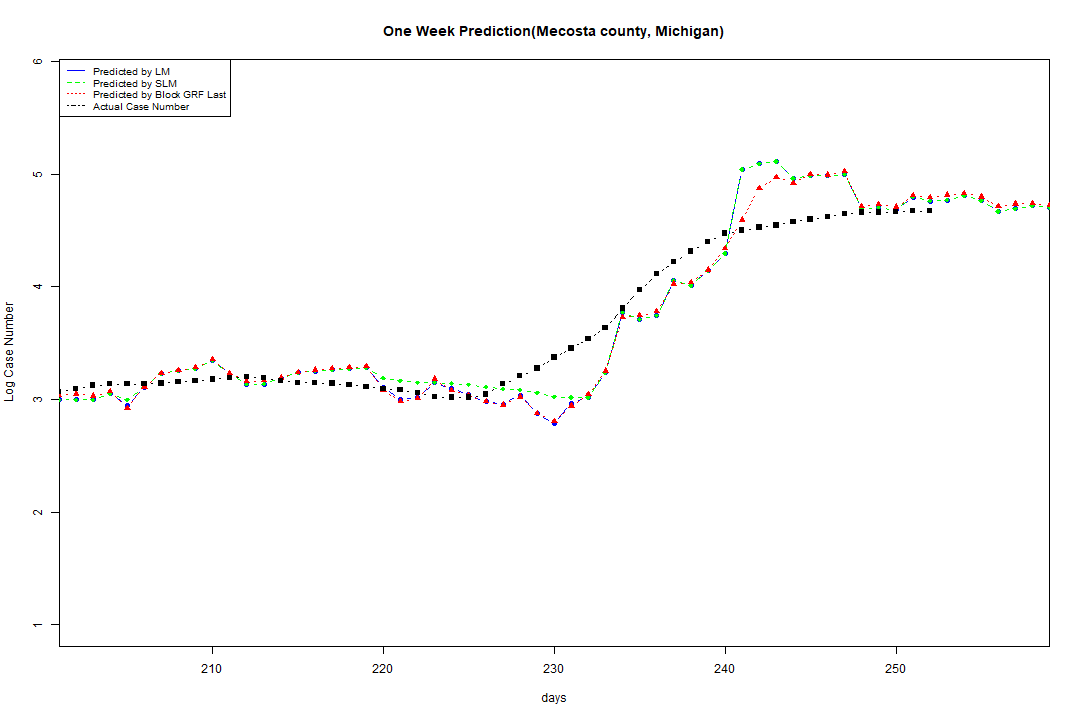 One Week Prediction(Mecosta county, Michigan)
Predicted by LM
Predicted by SLM
Predicted by Block GRF Last
Actual Case Number
6
5
4
3
2
1
Log Case Number
210 220 230 240 250
days